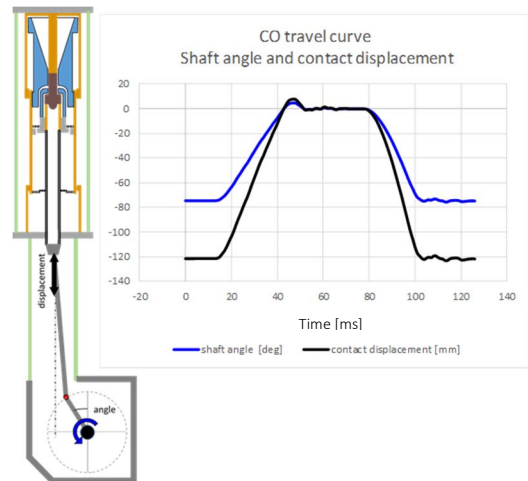 CO travel curve
Shaft angle and contact displacement
20
0
-20
-40
-60
-80
-100
-120
-140
-20
0
20
40
60
80
100
120
140
Time [ms]
shaft angle [deg]
contact displacement [mm]
displacement
angle